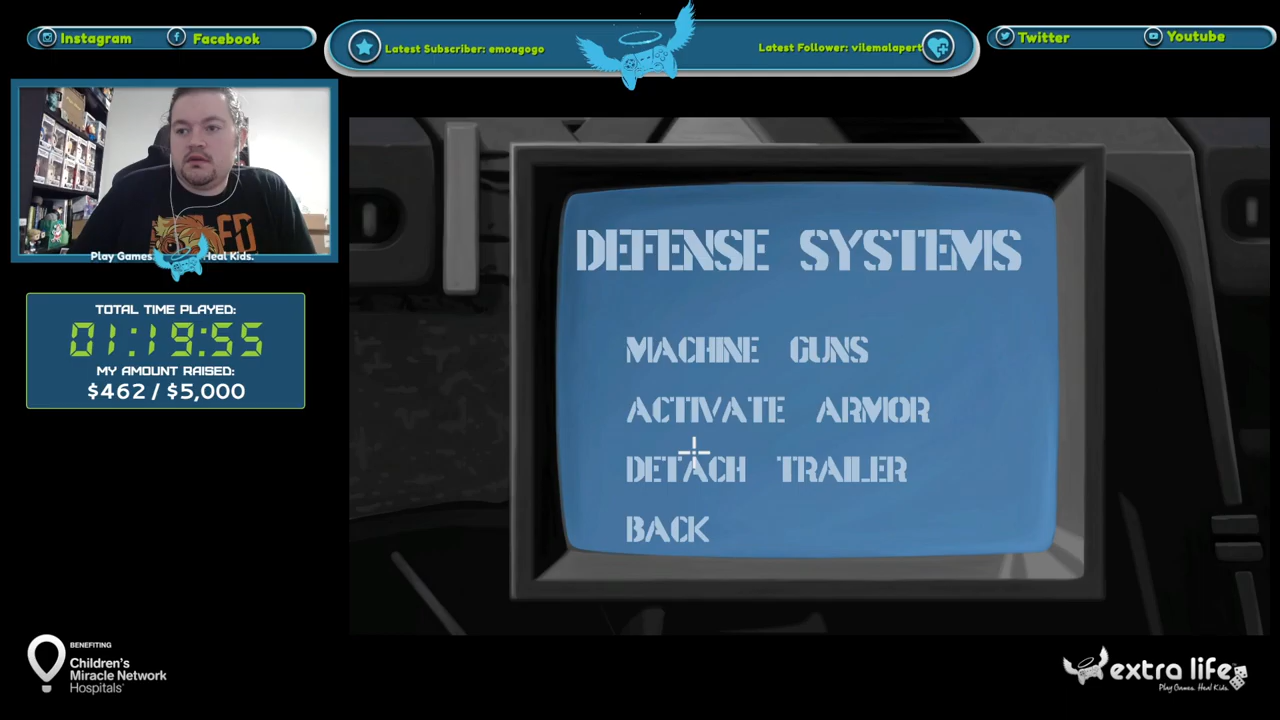 Instagram
Facebook
Latest Subscriber: emoagogo
Latest Follower: vilemalapert
Twitter
Youtube
Play Games. Heal Kids.
TOTAL TIME PLAYED:
01:19:55
MY AMOUNT RAISED:
$462 / $5,000
DEFENSE SYSTEMS
MACHINE GUNS
ACTIVATE ARMOR
DETACH TRAILER
BACK
BENEFITING
Children's
Miracle Network
Hospitals
extra life
Play Games. Heal Kids.